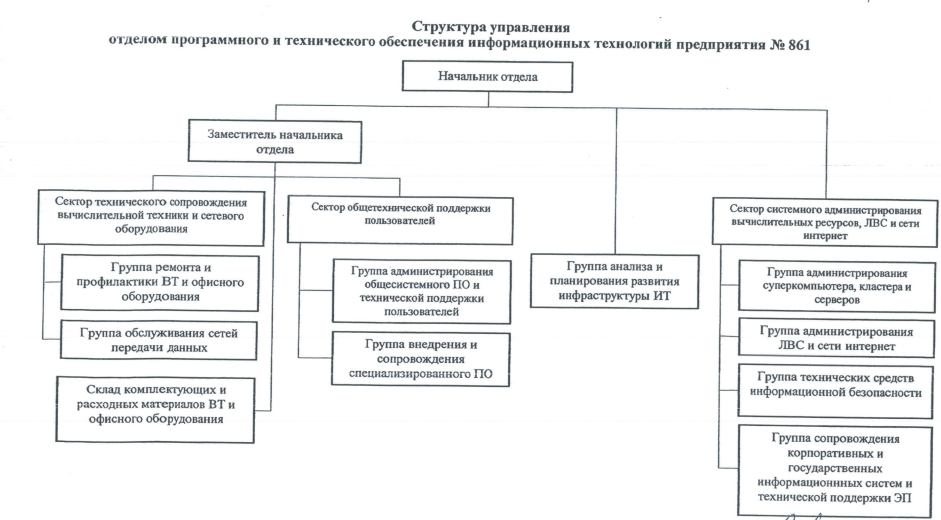 Структура управления
отделом программного и технического обеспечения информационных технологий предприятия № 861
Начальник отдела
Заместитель начальника
отдела
Сектор технического сопровождения
вычислительной техники и сетевого
оборудования
Группа ремонта и
профилактики ВТ и офисного
оборудования
Группа обслуживания сетей
передачи данных
Склад комплектующих и
расходных материалов ВТ и
офисного оборудования
Сектор общетехнической поддержки
пользователей
Группа администрирования
общесистемного ПО и
технической поддержки
пользователей
Группа внедрения и
сопровождения
специализированного ПО
Группа анализа и
планирования развития
инфраструктуры ИТ
Сектор системного администрирования
вычислительных ресурсов, ЛВС и сети
интернет
Группа администрирования
суперкомпьютера, кластера и
серверов
Группа администрирования
ЛВС и сети интернет
Группа технических средств
информационной безопасности
Группа сопровождения
корпоративных и
государственных
информационнных систем и
технической поддержки ЭП